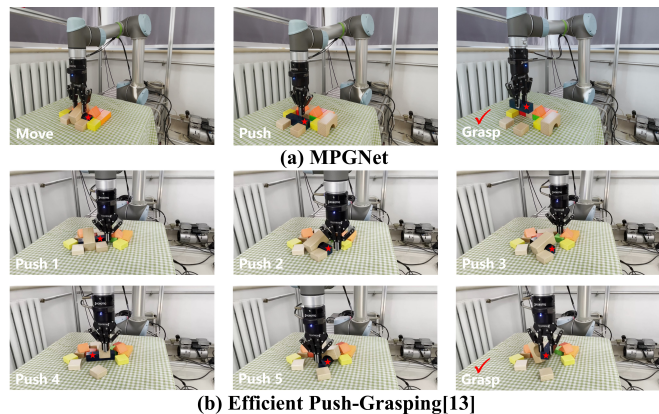 Move
Push
Grasp
(a) MPGNet
Push 1
Push 2
Push 3
Push 4
Push 5
Grasp
(b) Efficient Push-Grasping[13]